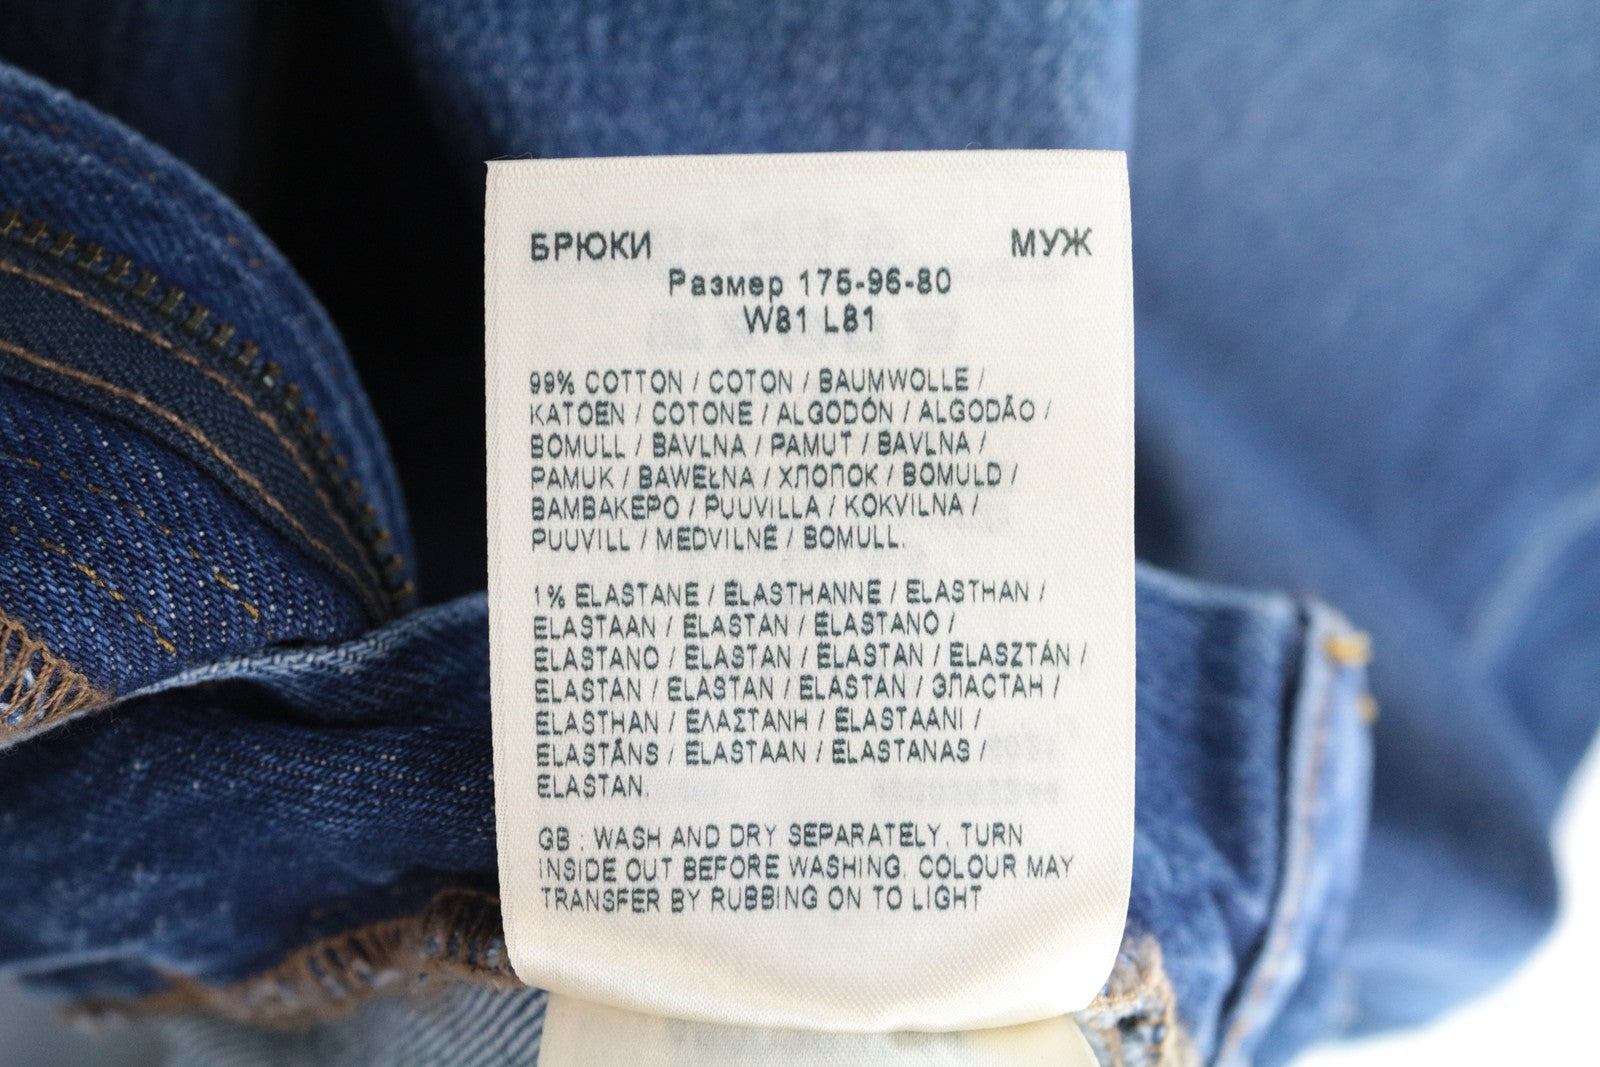 БРЮКИ МУЖ
Размер 175-96-80
W81 L81
99% COTTON / COTON / BAUMWOLLE /
KATOEN / COTONE / ALGODÓN / ALGODÃO /
BOMULL / BAVLNA / PAMUT / BAVLNA /
PAMUK / BAWEŁNA / ХЛОПОК / BOMULD /
BAMBAKEPO / PUUVILLA / KOKVILNA /
PUUVILL / MEDVILNĖ / BOMULL.
1% ELASTANE / ÉLASTHANNE / ELASTHAN /
ELASTAAN / ELASTAN / ELASTANO /
ELASTANO / ELASTAN / ELASTAN / ELASZTÁN /
ELASTAN / ELASTAN / ELASTAN / ЭЛАСТАН /
ELASTHAN / ΕΛΑΣΤΑΝΗ / ELASTAANI /
ELASTĀNS / ELASTAAN / ELASTANAS /
ELASTAN.
GB : WASH AND DRY SEPARATELY. TURN
INSIDE OUT BEFORE WASHING. COLOUR MAY
TRANSFER BY RUBBING ON TO LIGHT